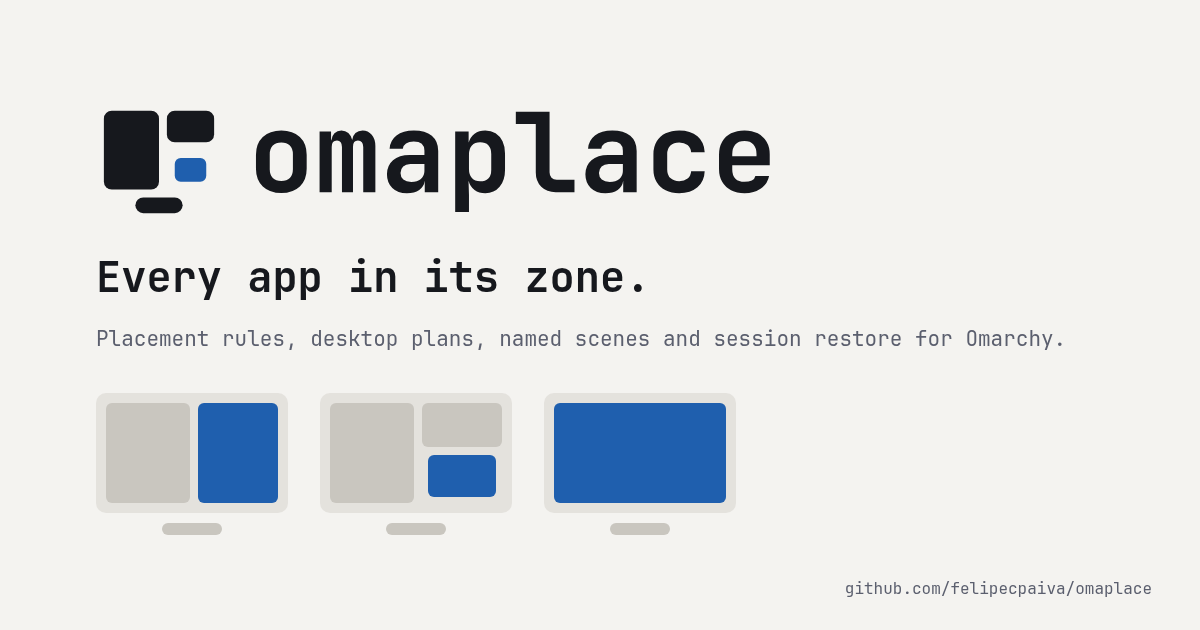 omaplace
Every app in its zone.
Placement rules, desktop plans, named scenes and session restore for Omarchy.
github.com/felipecpaiva/omaplace